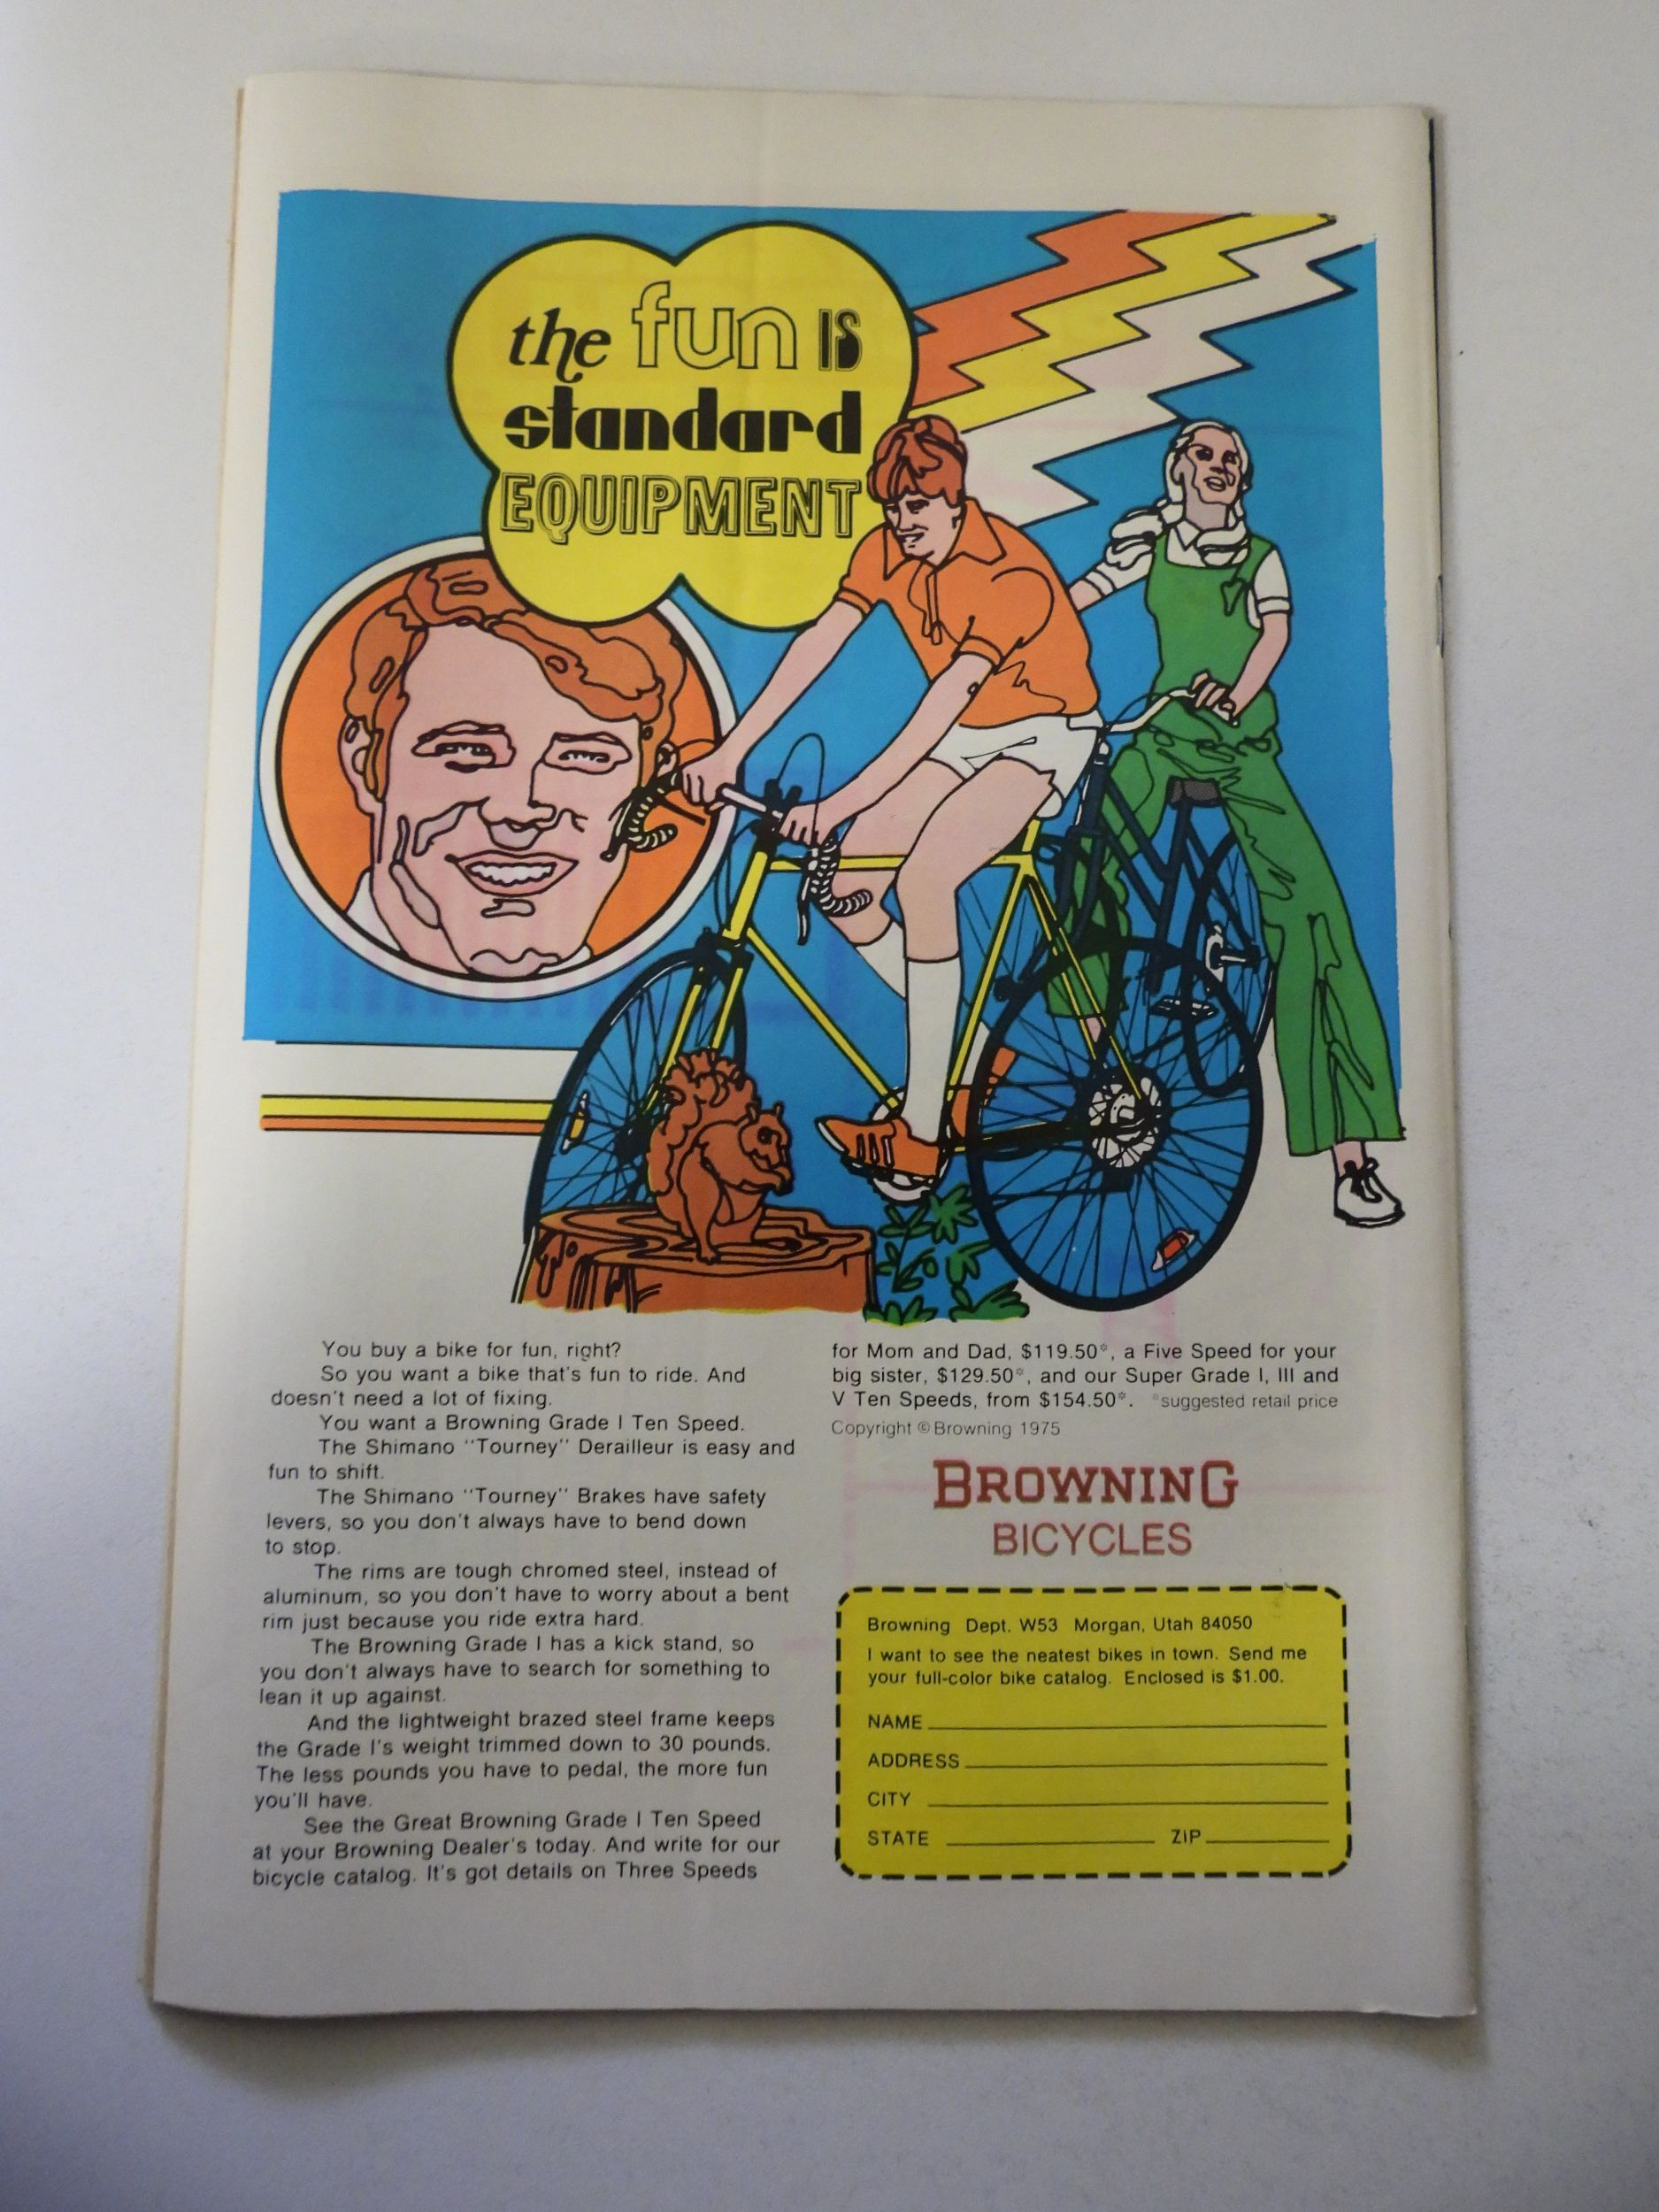 the fun IS
standard
EQUIPMENT
You buy a bike for fun, right?
So you want a bike that's fun to ride. And
doesn't need a lot of fixing.
You want a Browning Grade I Ten Speed.
The Shimano "Tourney" Derailleur is easy and
fun to shift.
The Shimano "Tourney" Brakes have safety
levers, so you don't always have to bend down
to stop.
The rims are tough chromed steel, instead of
aluminum, so you don't have to worry about a bent
rim just because you ride extra hard.
The Browning Grade I has a kick stand, so
you don't always have to search for something to
lean it up against.
And the lightweight brazed steel frame keeps
the Grade I's weight trimmed down to 30 pounds.
The less pounds you have to pedal, the more fun
you'll have.
See the Great Browning Grade I Ten Speed
at your Browning Dealer's today. And write for our
bicycle catalog. It's got details on Three Speeds
for Mom and Dad, $119.50*, a Five Speed for your
big sister, $129.50*, and our Super Grade I, III and
V Ten Speeds, from $154.50*. *suggested retail price
Copyright © Browning 1975
BROWNING
BICYCLES
Browning Dept. W53 Morgan, Utah 84050
I want to see the neatest bikes in town. Send me
your full-color bike catalog. Enclosed is $1.00.
NAME
ADDRESS
CITY
STATE ZIP